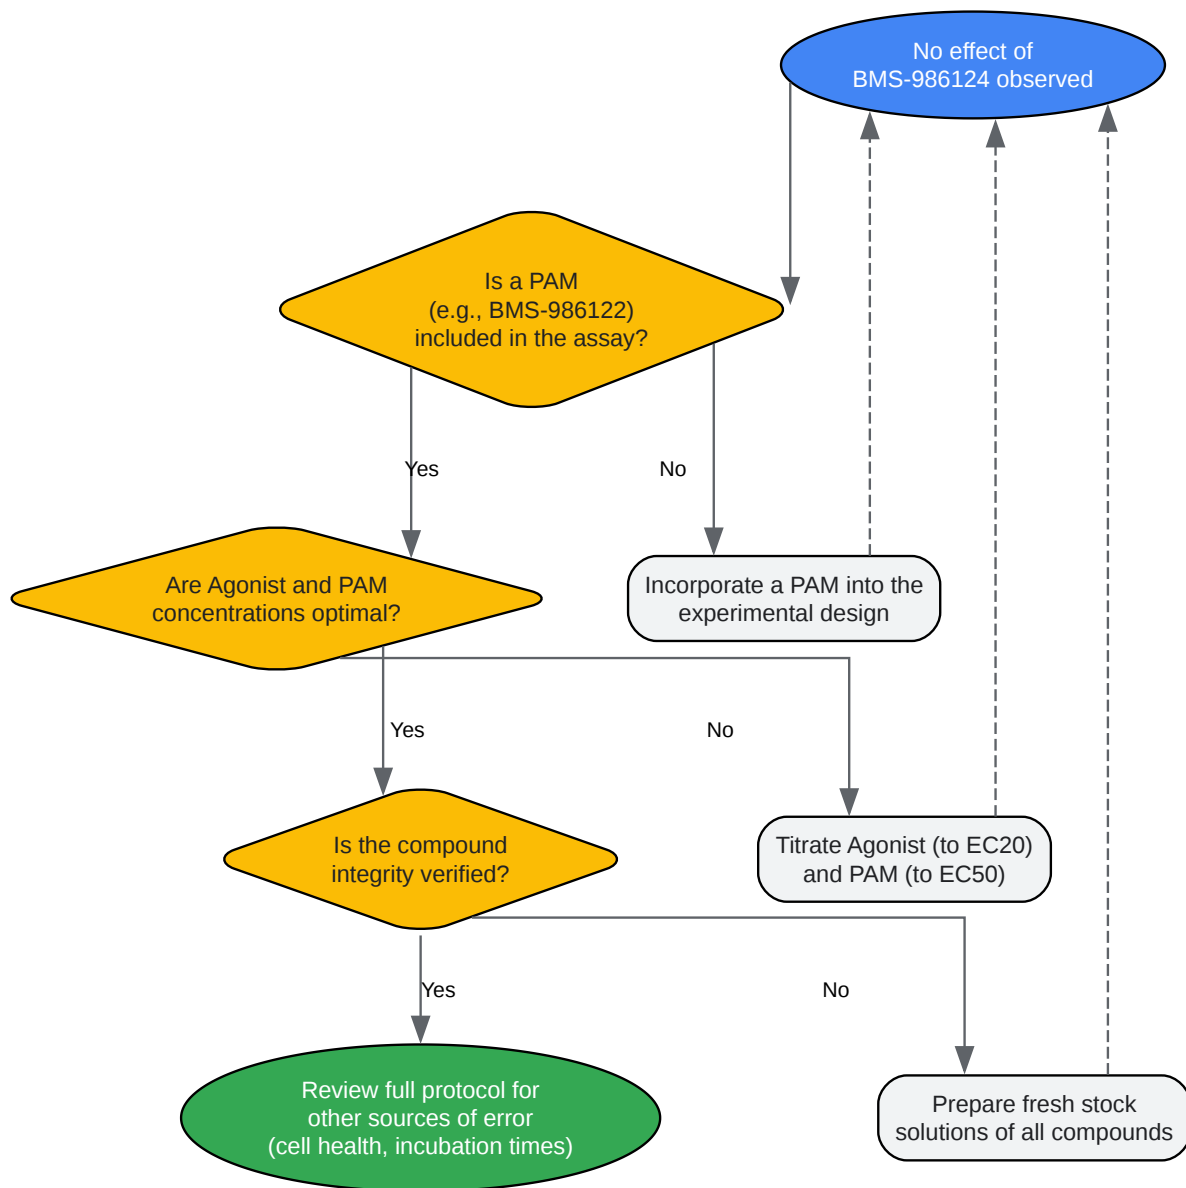 No effect of
BMS-986124 observed
Is a PAM
(e.g., BMS-986122)
included in the assay?
Yes
No
Are Agonist and PAM
concentrations optimal?
Incorporate a PAM into the
experimental design
Yes
No
Is the compound
integrity verified?
Titrate Agonist (to EC20)
and PAM (to EC50)
Yes
No
Review full protocol for
other sources of error
(cell health, incubation times)
Prepare fresh stock
solutions of all compounds